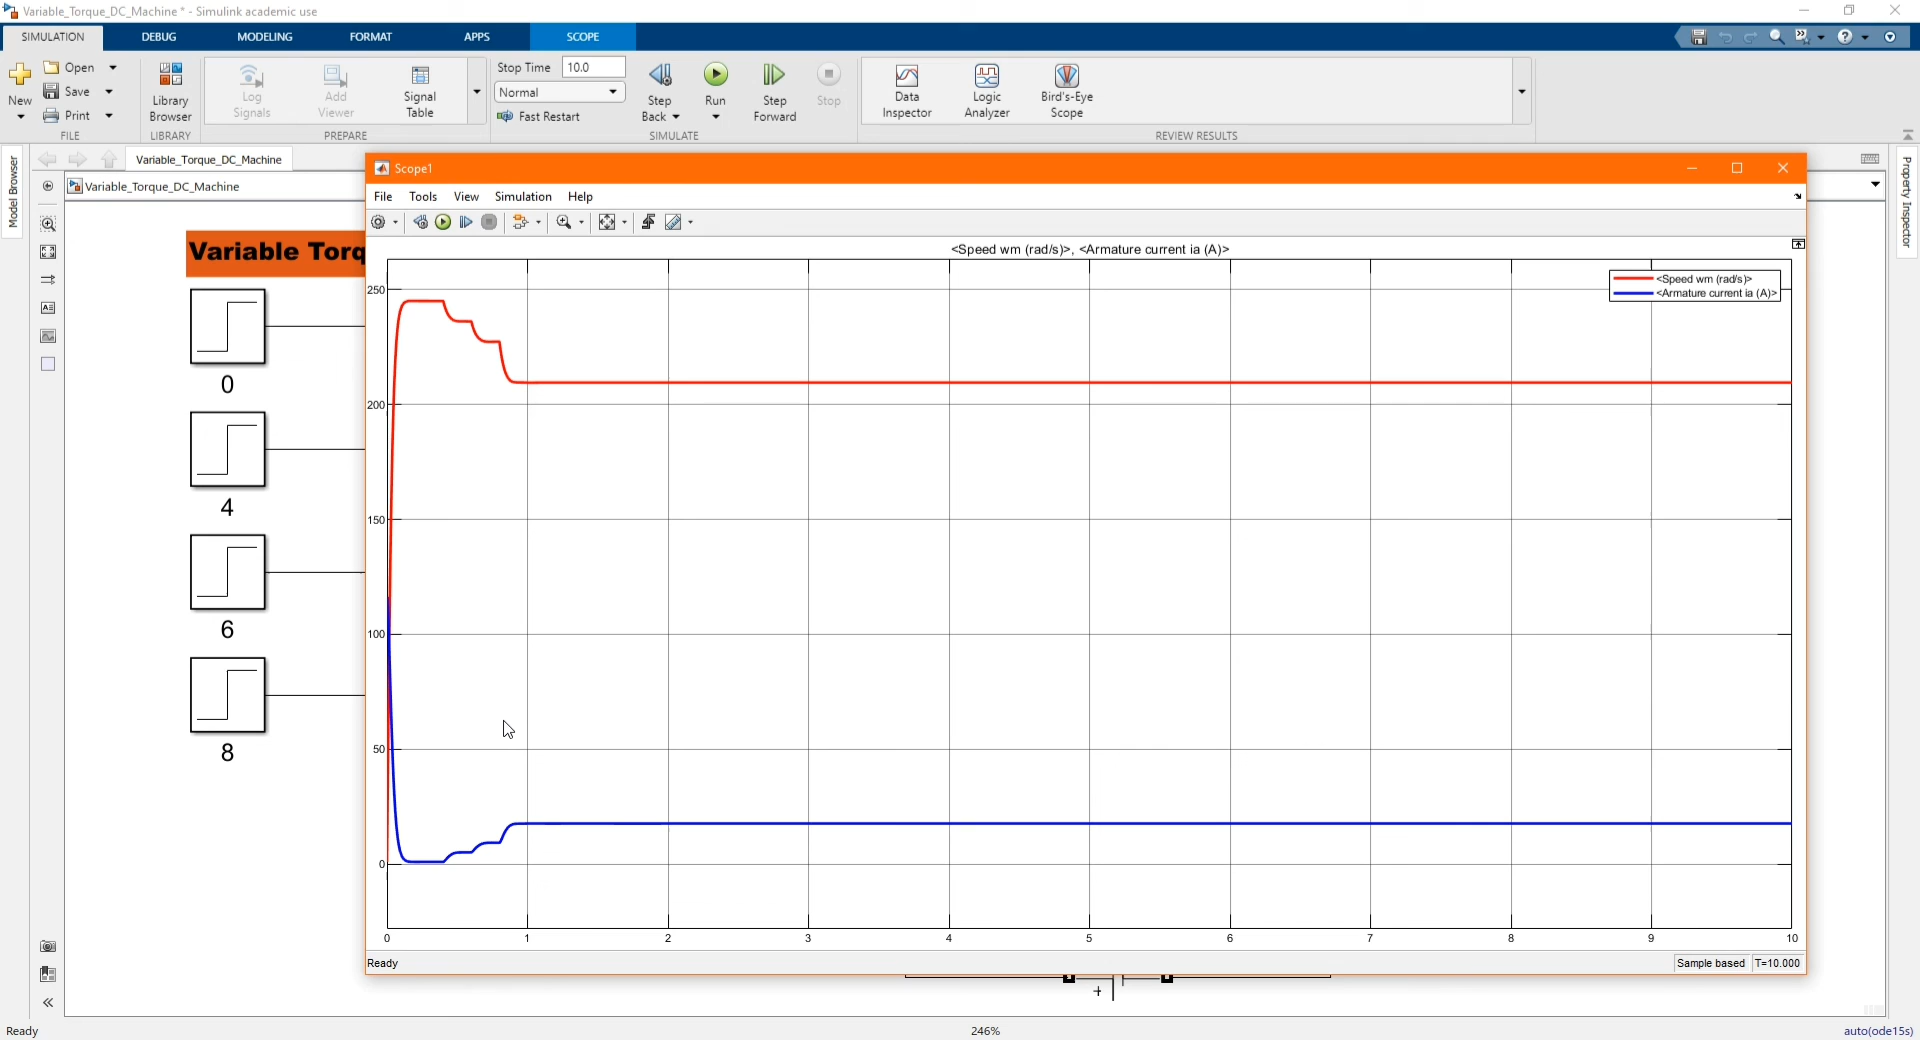 Variable_Torque_DC_Machine * - Simulink academic use
SIMULATION DEBUG MODELING FORMAT APPS SCOPE
New
Open
Save
Print
FILE
Library Browser
LIBRARY
Log Signals
Add Viewer
Signal Table
PREPARE
Stop Time 10.0
Normal
Fast Restart
Step Back
Run
Step Forward
Stop
SIMULATE
Data Inspector
Logic Analyzer
Bird's-Eye Scope
REVIEW RESULTS
Model Browser
Variable_Torque_DC_Machine
Variable_Torque_DC_Machine
Property Inspector
Variable Torq
0
4
6
8
Scope1
File Tools View Simulation Help
<Speed wm (rad/s)>, <Armature current ia (A)>
<Speed wm (rad/s)>
<Armature current ia (A)>
250
200
150
100
50
0
0 1 2 3 4 5 6 7 8 9 10
Ready
Sample based T=10.000
+
Ready
246%
auto(ode15s)